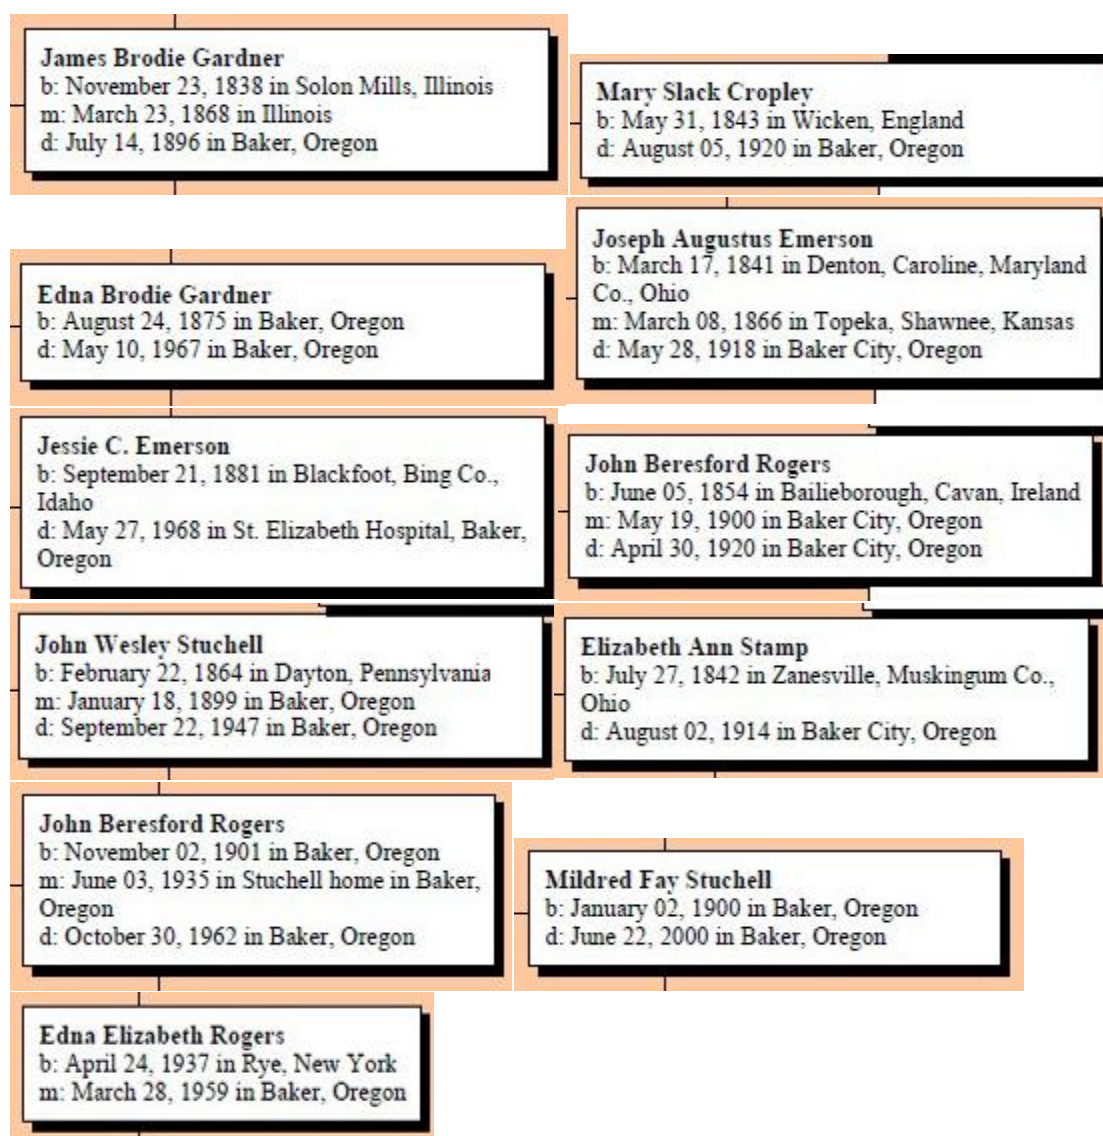 James Brodie Gardner
b: November 23, 1838 in Solon Mills, Illinois
m: March 23, 1868 in Illinois
d: July 14, 1896 in Baker, Oregon
Mary Slack Cropley
b: May 31, 1843 in Wicken, England
d: August 05, 1920 in Baker, Oregon
Edna Brodie Gardner
b: August 24, 1875 in Baker, Oregon
d: May 10, 1967 in Baker, Oregon
Joseph Augustus Emerson
b: March 17, 1841 in Denton, Caroline, Maryland
Co., Ohio
m: March 08, 1866 in Topeka, Shawnee, Kansas
d: May 28, 1918 in Baker City, Oregon
Jessie C. Emerson
b: September 21, 1881 in Blackfoot, Bing Co.,
Idaho
d: May 27, 1968 in St. Elizabeth Hospital, Baker,
Oregon
John Beresford Rogers
b: June 05, 1854 in Bailieborough, Cavan, Ireland
m: May 19, 1900 in Baker City, Oregon
d: April 30, 1920 in Baker City, Oregon
John Wesley Stuchell
b: February 22, 1864 in Dayton, Pennsylvania
m: January 18, 1899 in Baker, Oregon
d: September 22, 1947 in Baker, Oregon
Elizabeth Ann Stamp
b: July 27, 1842 in Zanesville, Muskingum Co.,
Ohio
d: August 02, 1914 in Baker City, Oregon
John Beresford Rogers
b: November 02, 1901 in Baker, Oregon
m: June 03, 1935 in Stuchell home in Baker,
Oregon
d: October 30, 1962 in Baker, Oregon
Mildred Fay Stuchell
b: January 02, 1900 in Baker, Oregon
d: June 22, 2000 in Baker, Oregon
Edna Elizabeth Rogers
b: April 24, 1937 in Rye, New York
m: March 28, 1959 in Baker, Oregon